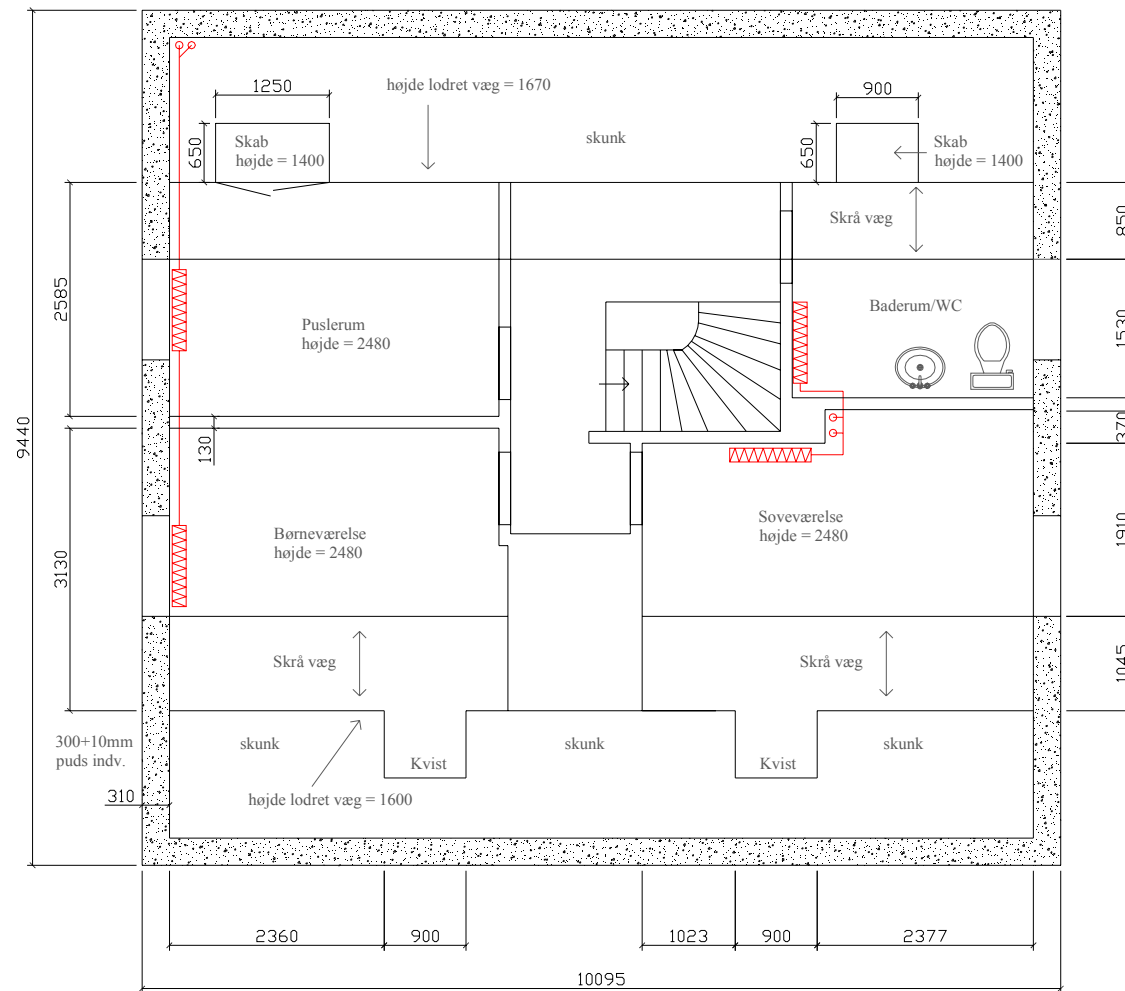 højde lodret væg = 1670
1250
900
skunk
650
Skab
højde = 1400
650
Skab
højde = 1400
Skrå væg
850
2585
Puslerum
højde = 2480
Baderum/WC
1530
9440
130
370
Børneværelse
højde = 2480
Soveværelse
højde = 2480
1910
3130
Skrå væg
Skrå væg
1045
300+10mm
puds indv.
skunk
skunk
skunk
Kvist
Kvist
310
højde lodret væg = 1600
2360
900
1023
900
2377
10095